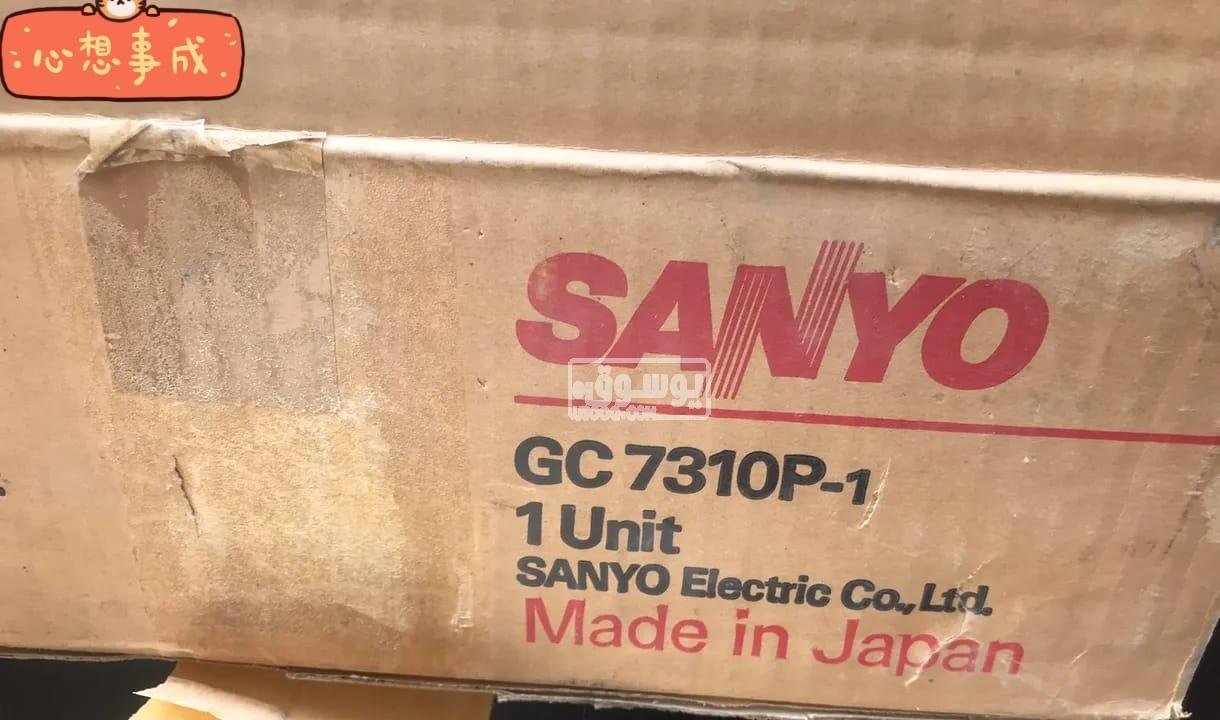 心想事成
SANYO
يوسوق
GC 7310P-1
1 Unit
SANYO Electric Co., Ltd.
Made in Japan